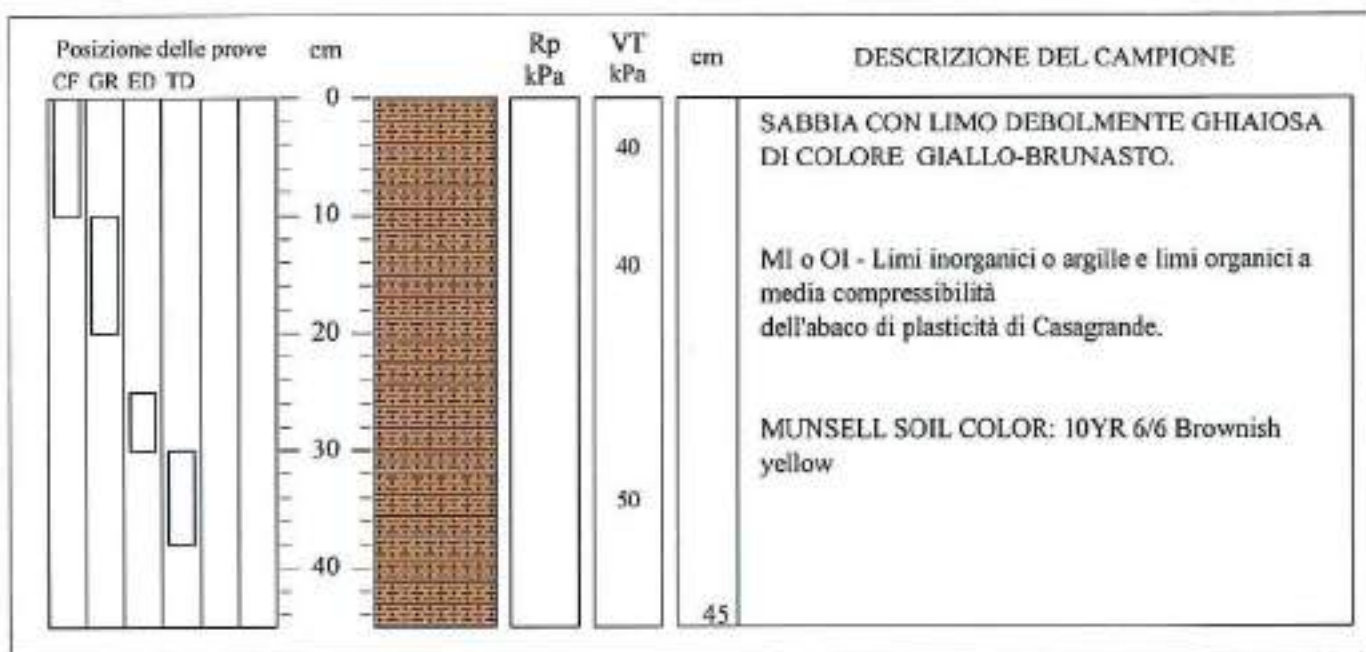 Posizione delle prove
cm
Rp
kPa
VT
kPa
cm
DESCRIZIONE DEL CAMPIONE
CF GR ED TD
0
10
20
30
40
40
40
50
45
SABBIA CON LIMO DEBOLMENTE GHIAIOSA
DI COLORE GIALLO-BRUNASTO.
MI o OI - Limi inorganici o argille e limi organici a
media compressibilità
dell'abaco di plasticità di Casagrande.
MUNSELL SOIL COLOR: 10YR 6/6 Brownish
yellow